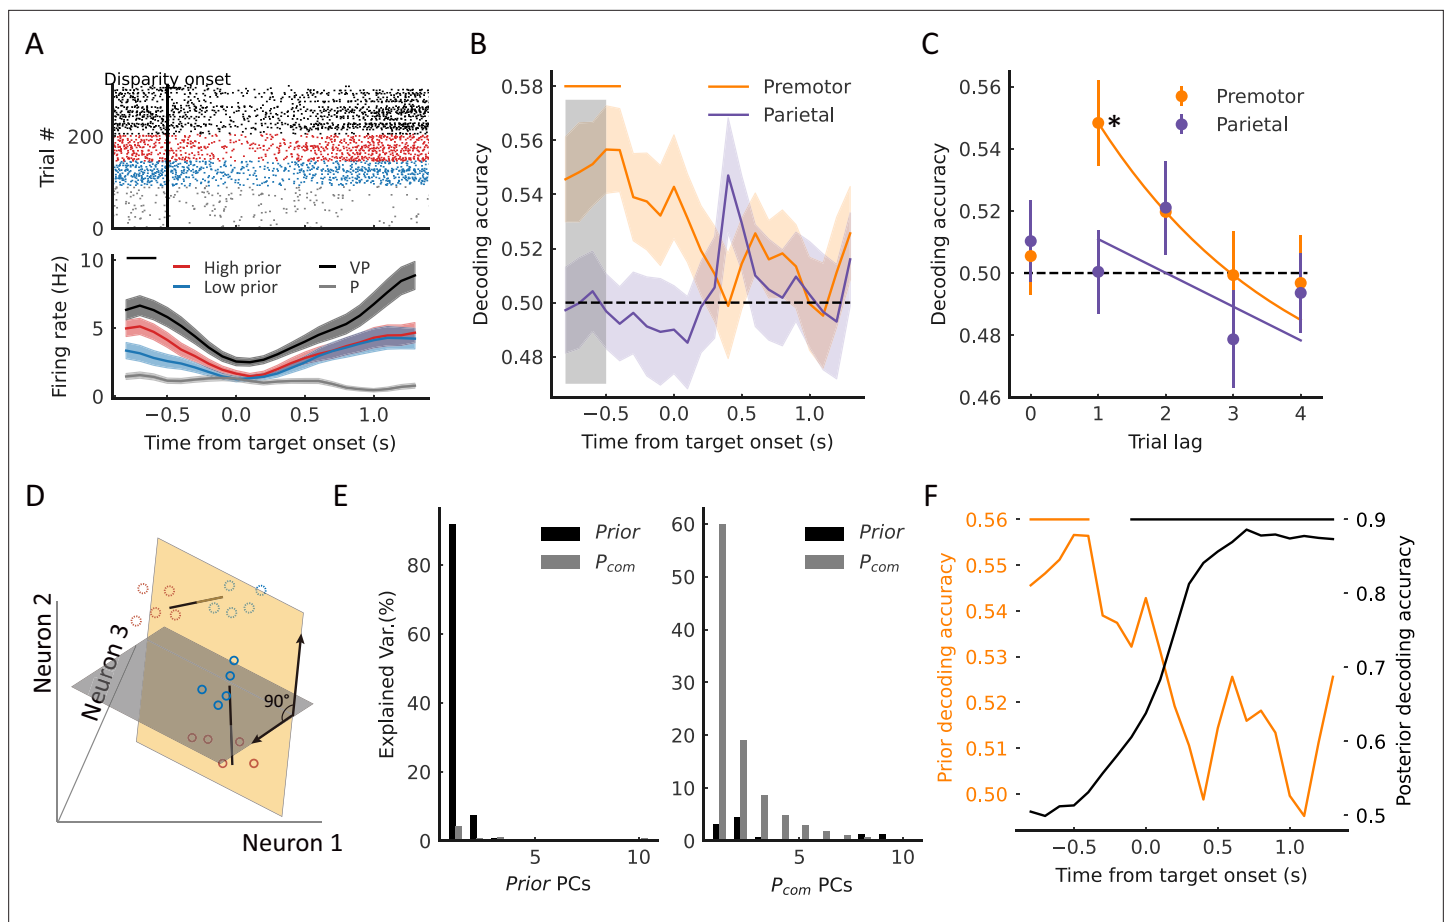 A
Disparity onset
Trial #
200
0
Firing rate (Hz)
10
5
0
High prior
Low prior
VP
P
−0.5 0.0 0.5 1.0
Time from target onset (s)
B
Decoding accuracy
0.58
0.56
0.54
0.52
0.50
0.48
Premotor
Parietal
−0.5 0.0 0.5 1.0
Time from target onset (s)
C
Decoding accuracy
0.56
0.54
0.52
0.50
0.48
0.46
Premotor
Parietal
*
0 1 2 3 4
Trial lag
D
Neuron 2
Neuron 3
90°
Neuron 1
E
Explained Var.(%)
80
60
40
20
0
Prior
Pcom
5 10
Prior PCs
60
50
40
30
20
10
0
Prior
Pcom
5 10
Pcom PCs
F
Prior decoding accuracy
0.56
0.55
0.54
0.53
0.52
0.51
0.50
0.9
0.8
0.7
0.6
0.5
Posterior decoding accuracy
−0.5 0.0 0.5 1.0
Time from target onset (s)